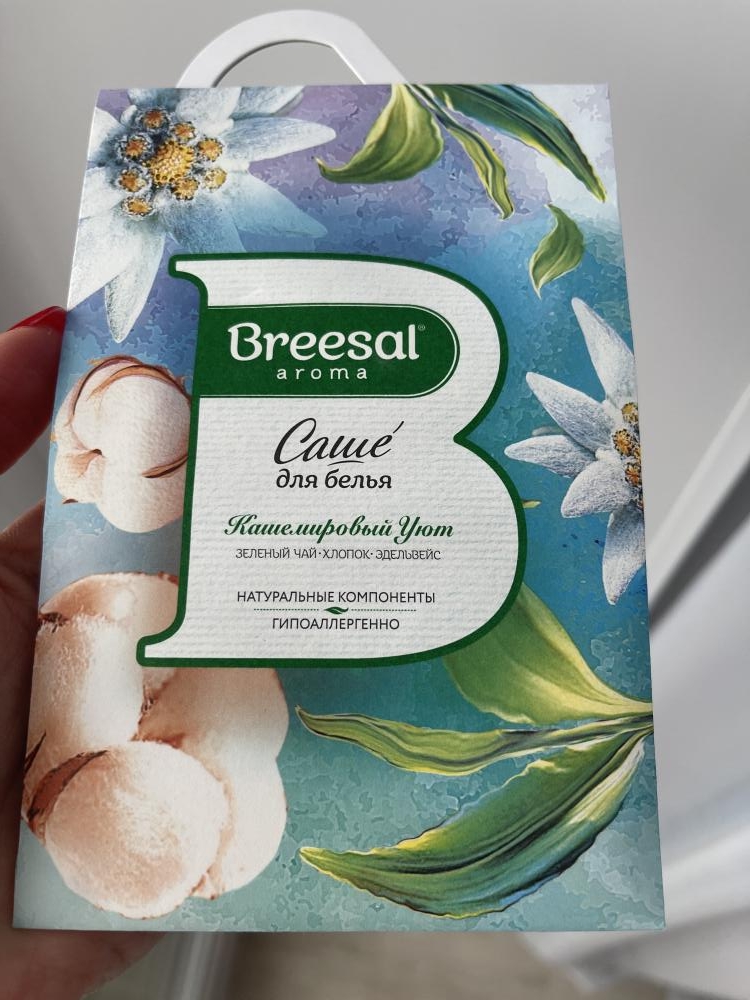 Breesal®
aroma
Саше
для белья
Кашемировый Уют
ЗЕЛЕНЫЙ ЧАЙ·ХЛОПОК·ЭДЕЛЬВЕЙС
НАТУРАЛЬНЫЕ КОМПОНЕНТЫ
ГИПОАЛЛЕРГЕННО